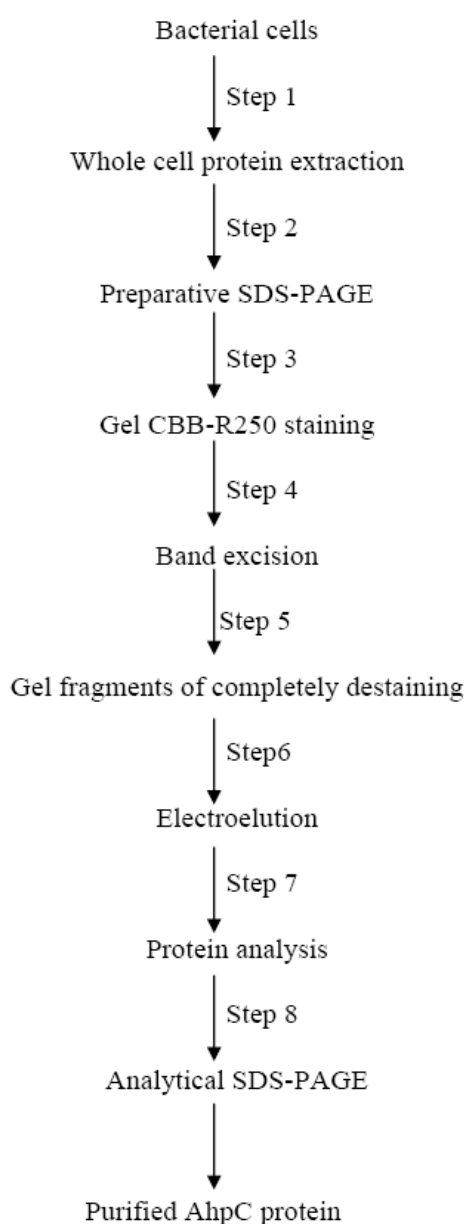 Bacterial cells
Step 1
Whole cell protein extraction
Step 2
Preparative SDS-PAGE
Step 3
Gel CBB-R250 staining
Step 4
Band excision
Step 5
Gel fragments of completely destaining
Step6
Electroelution
Step 7
Protein analysis
Step 8
Analytical SDS-PAGE
Purified AhpC protein